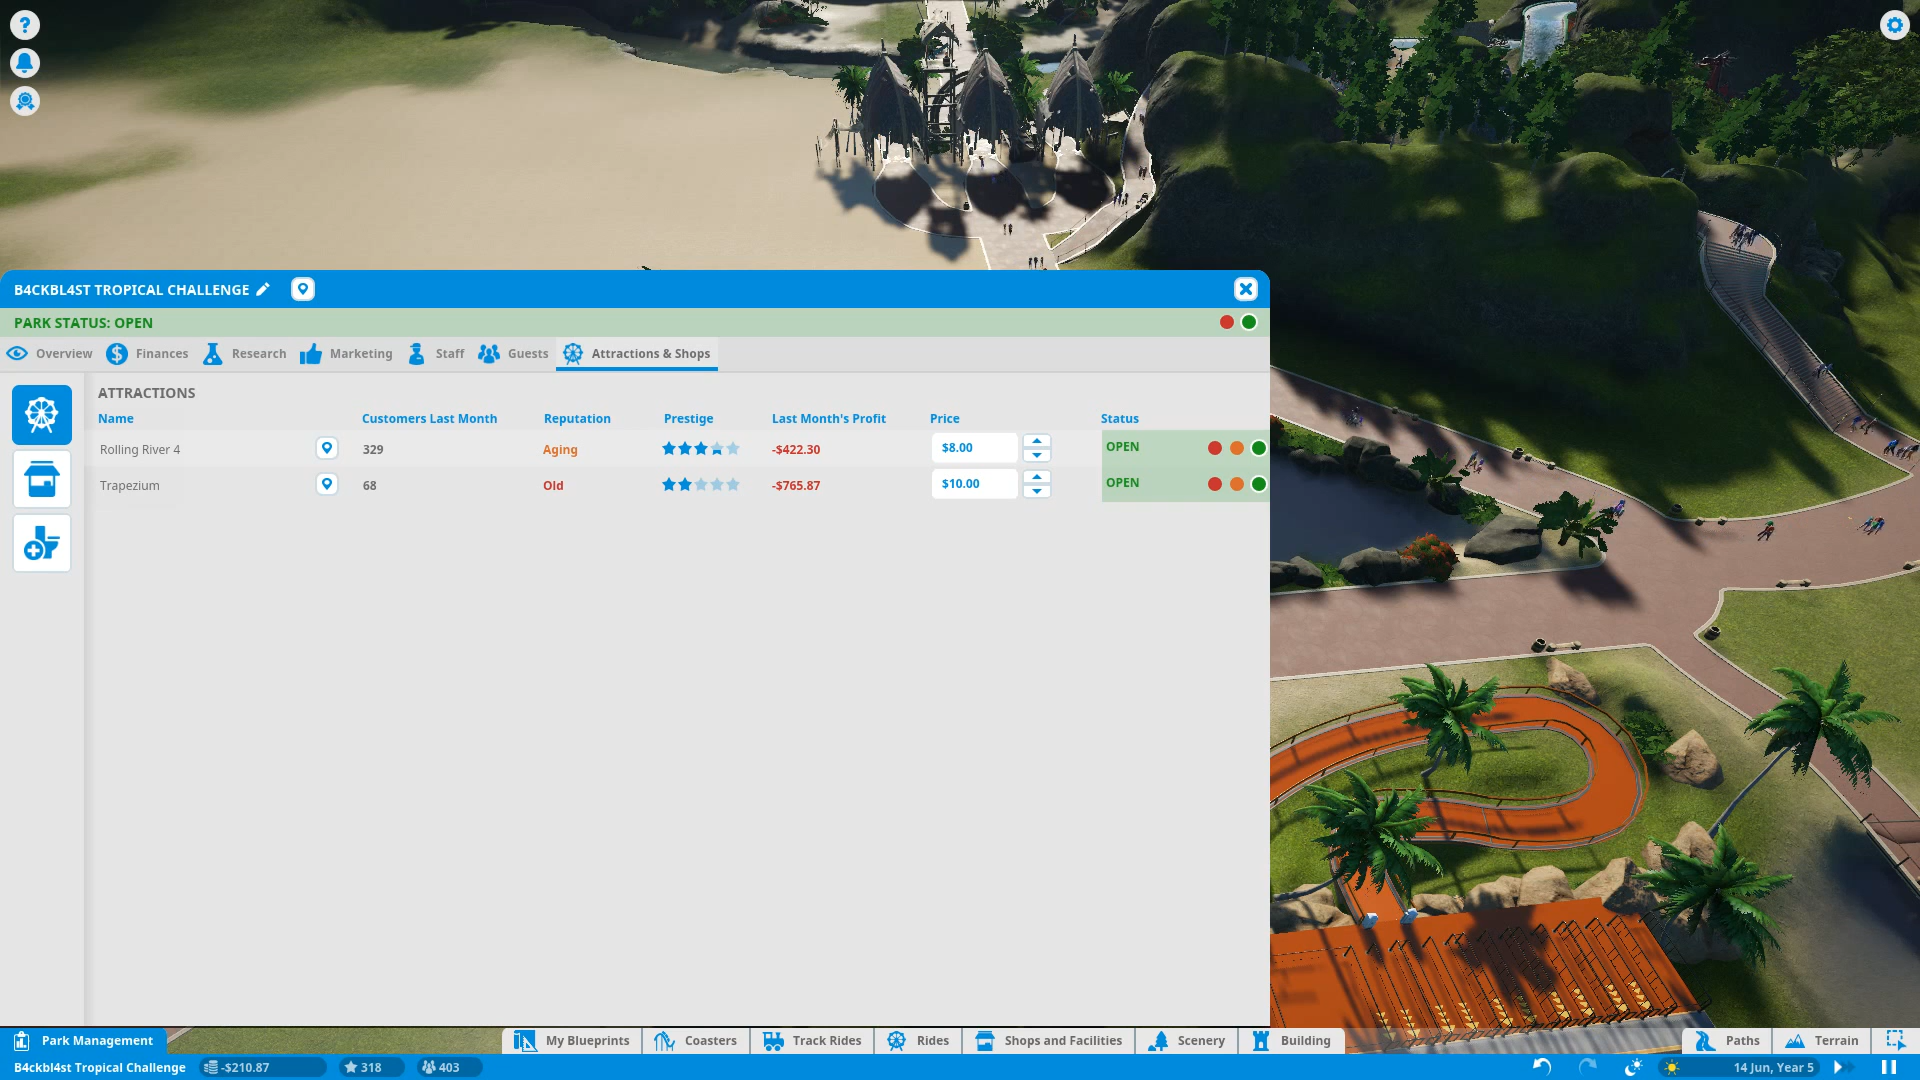 B4CKBL4ST TROPICAL CHALLENGE
PARK STATUS: OPEN
Overview Finances Research Marketing Staff Guests Attractions & Shops
ATTRACTIONS
Name Customers Last Month Reputation Prestige Last Month's Profit Price Status
Rolling River 4 329 Aging -$422.30 $8.00 OPEN
Trapezium 68 Old -$765.87 $10.00 OPEN
Park Management My Blueprints Coasters Track Rides Rides Shops and Facilities Scenery Building Paths Terrain
B4ckbl4st Tropical Challenge -$210.87 318 403 14 Jun, Year 5